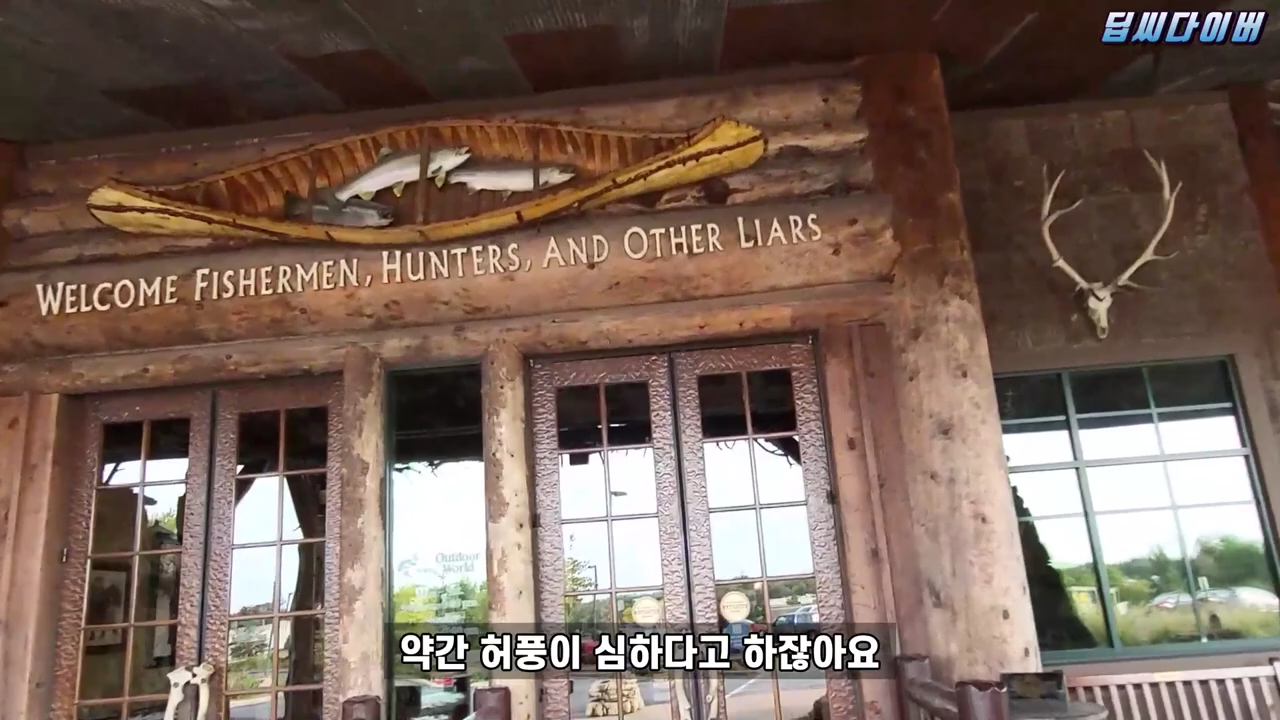 딥씨다이버
WELCOME FISHERMEN, HUNTERS, AND OTHER LIARS
Outdoor
World
약간 허풍이 심하다고 하잖아요